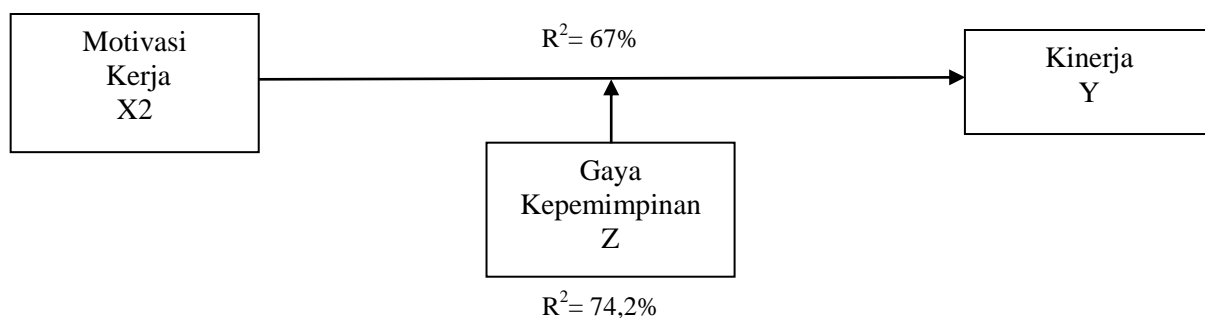 Motivasi
Kerja
X2
R²= 67%
Kinerja
Y
Gaya
Kepemimpinan
Z
R²= 74,2%